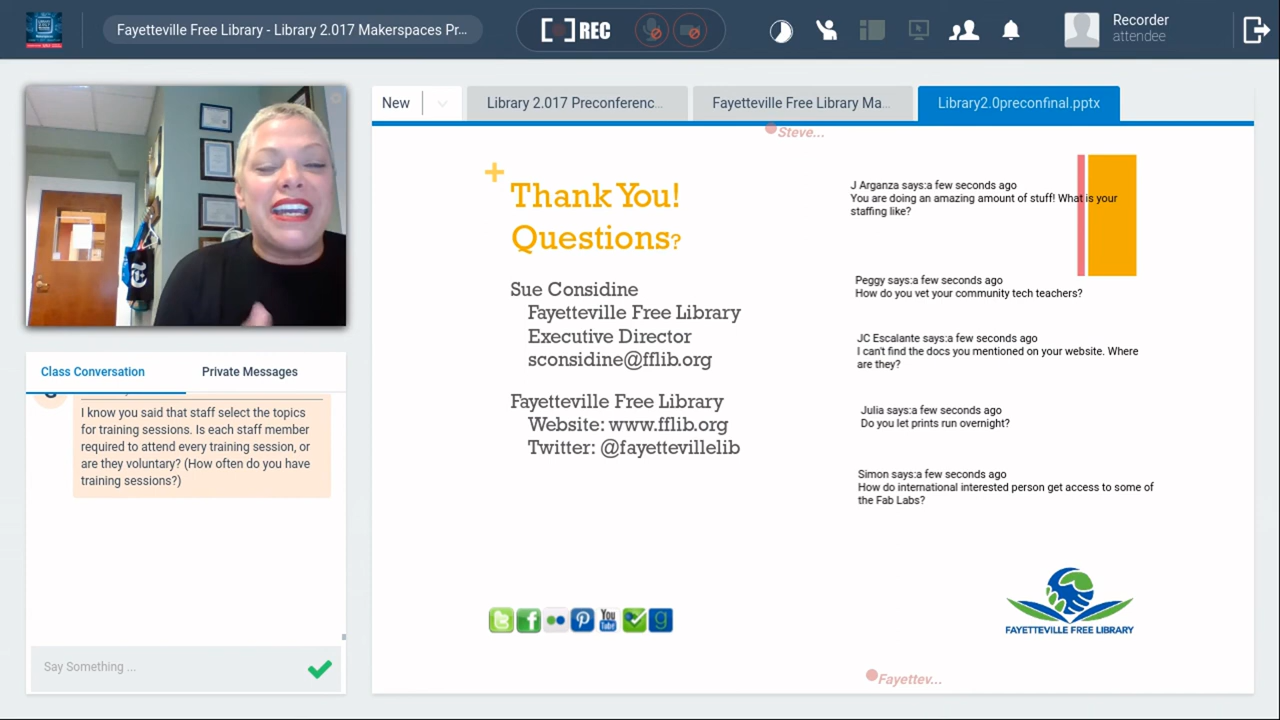 Fayetteville Free Library - Library 2.017 Makerspaces Pr...
REC
Recorder
attendee
New
Library 2.017 Preconferenc...
Fayetteville Free Library Ma...
Library2.0preconfinal.pptx
Steve...
Thank You!
Questions?
Sue Considine
Fayetteville Free Library
Executive Director
sconsidine@fflib.org
Fayetteville Free Library
Website: www.fflib.org
Twitter: @fayettevillelib
J Arganza says:a few seconds ago
You are doing an amazing amount of stuff! What is your
staffing like?
Peggy says:a few seconds ago
How do you vet your community tech teachers?
JC Escalante says:a few seconds ago
I can't find the docs you mentioned on your website. Where
are they?
Julia says:a few seconds ago
Do you let prints run overnight?
Simon says:a few seconds ago
How do international interested person get access to some of
the Fab Labs?
You
Tube
FAYETTEVILLE FREE LIBRARY
Fayettev...
Class Conversation
Private Messages
I know you said that staff select the topics
for training sessions. Is each staff member
required to attend every training session, or
are they voluntary? (How often do you have
training sessions?)
Say Something ...